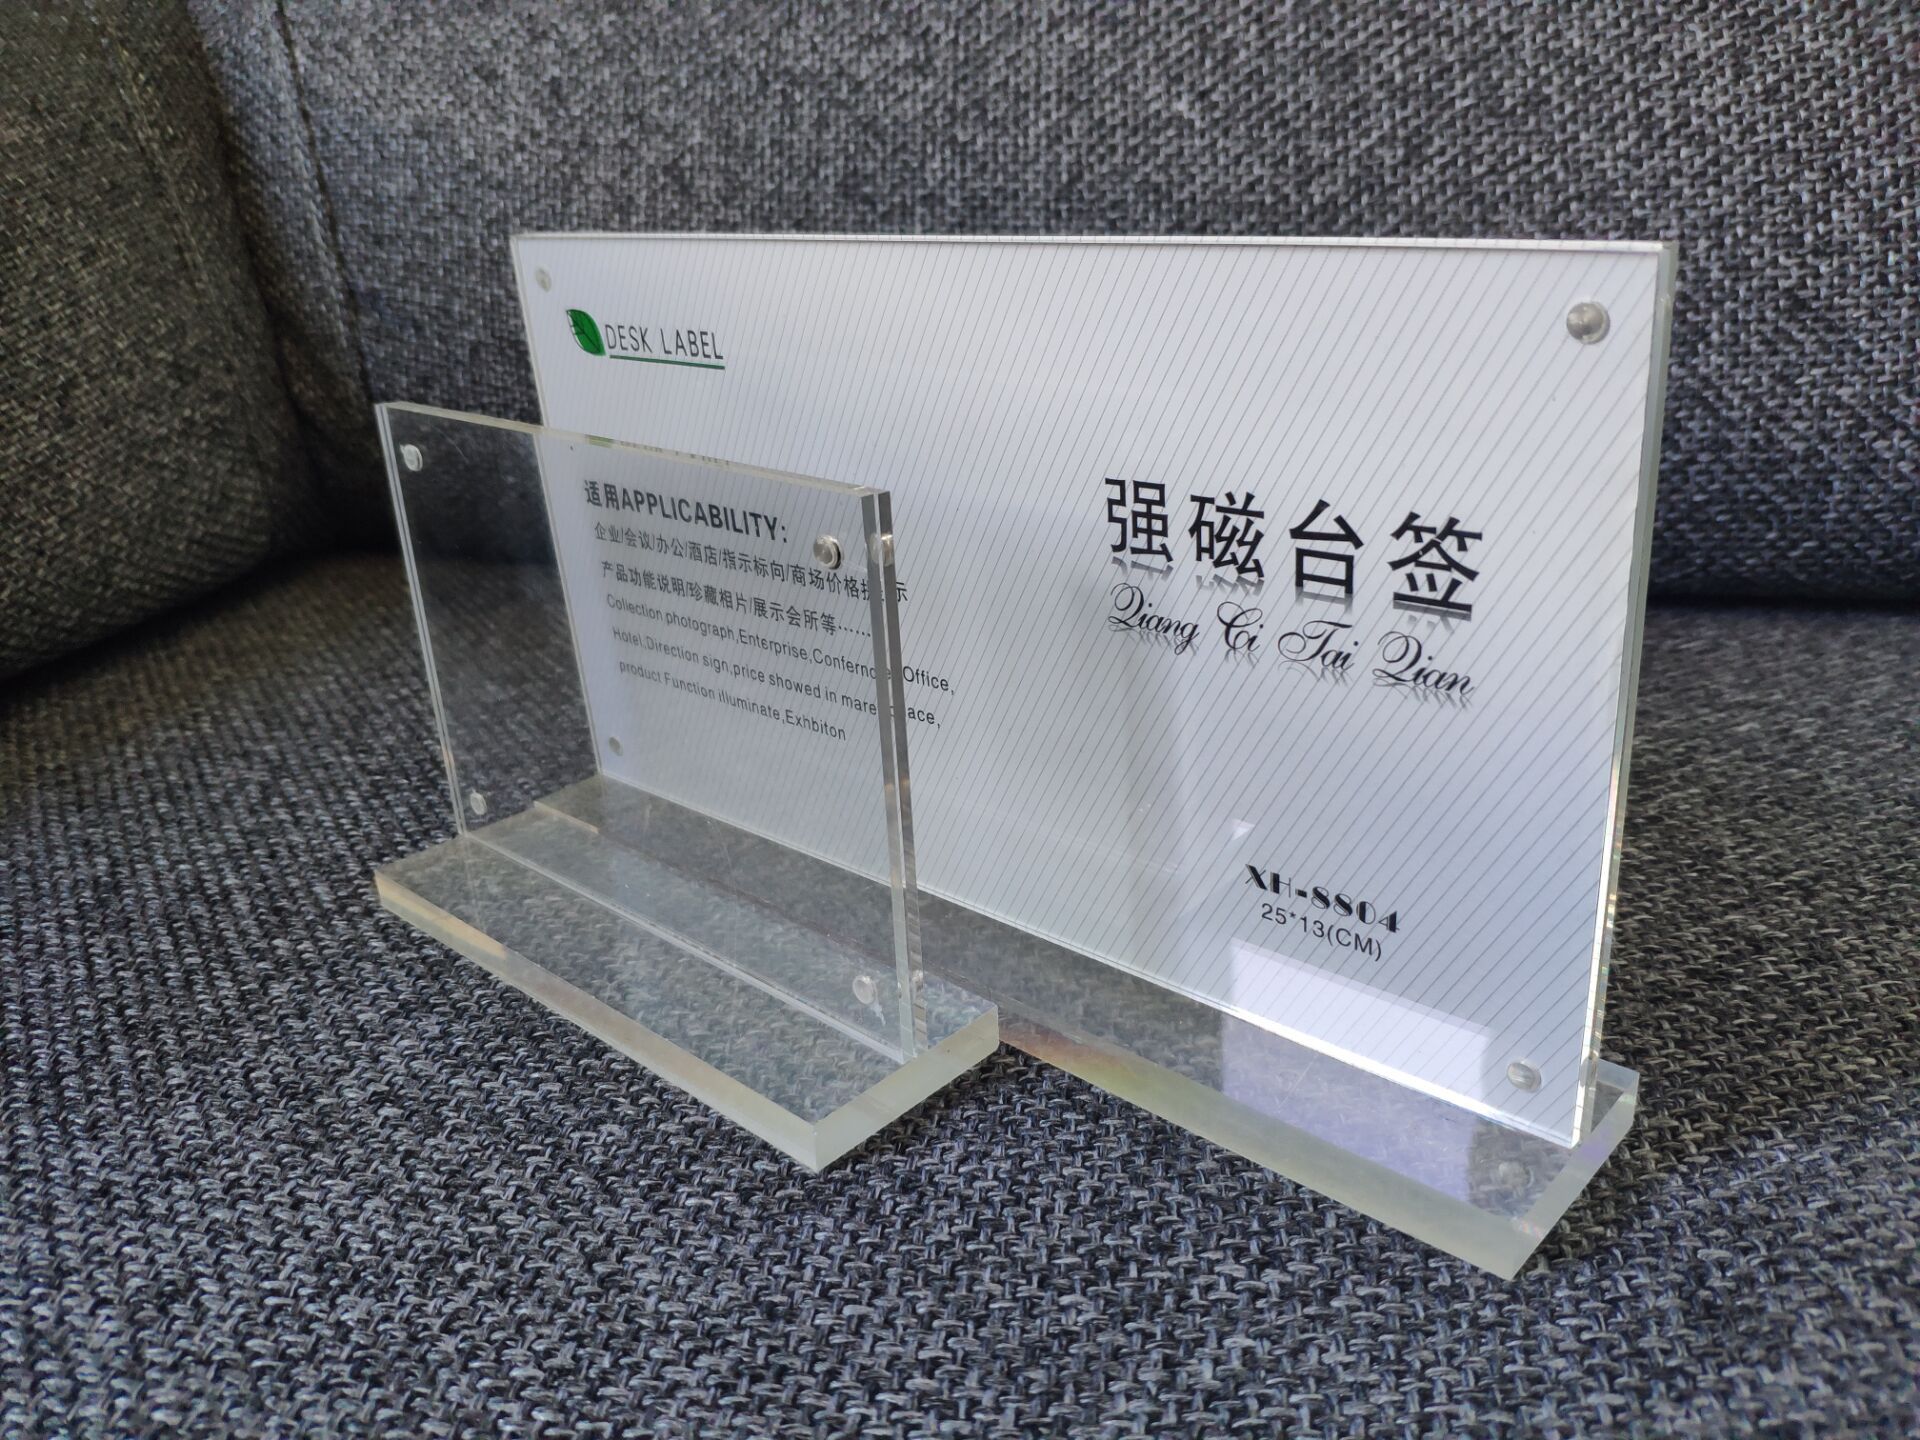 DESK LABEL
适用APPLICABILITY:
企业/会议/办公/酒店/指示标向/商场价格 示
产品功能说明/珍藏相片/展示会所等……
Collection photograph,Enterprise,Confernce, Office,
Hotel,Direction sign,price showed in
product Function illuminate,Exhbiton
强磁台签
Qiang Ci Tai Qian
XH-8804
25*13(CM)